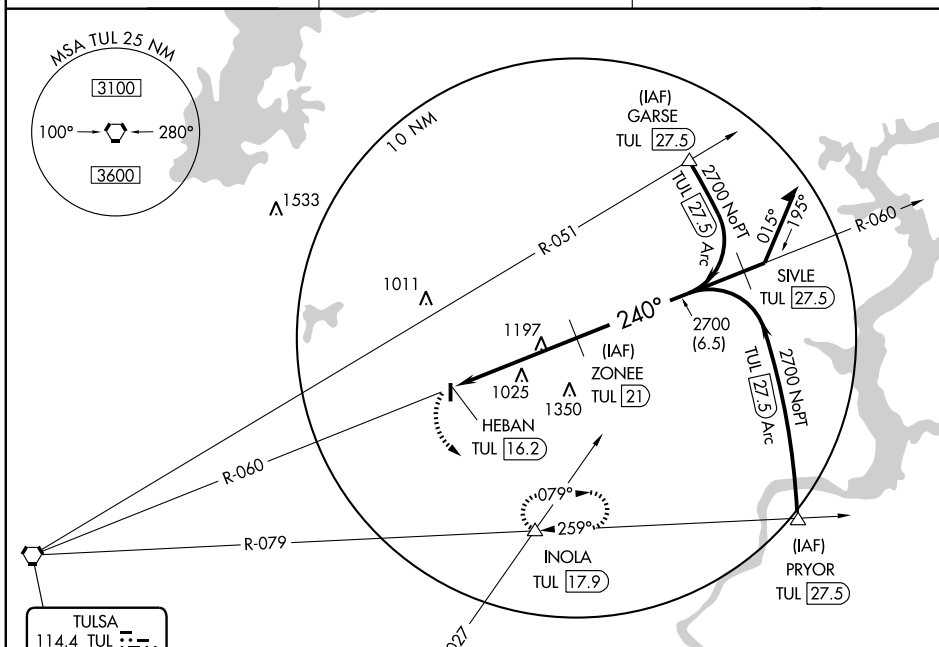 MSA TUL 25 NM
3100
100°
280°
3600
10 NM
(IAF)
GARSE
TUL 27.5
2700 NoPT
TUL 27.5 Arc
1533
R-051
015°
195°
R-060
SIVLE
TUL 27.5
1011
240°
2700
(6.5)
1197
(IAF)
ZONEE
TUL 21
1025
1350
2700 NoPT
TUL 27.5 Arc
HEBAN
TUL 16.2
R-060
079°
259°
R-079
INOLA
TUL 17.9
(IAF)
PRYOR
TUL 27.5
TULSA
114.4 TUL
027